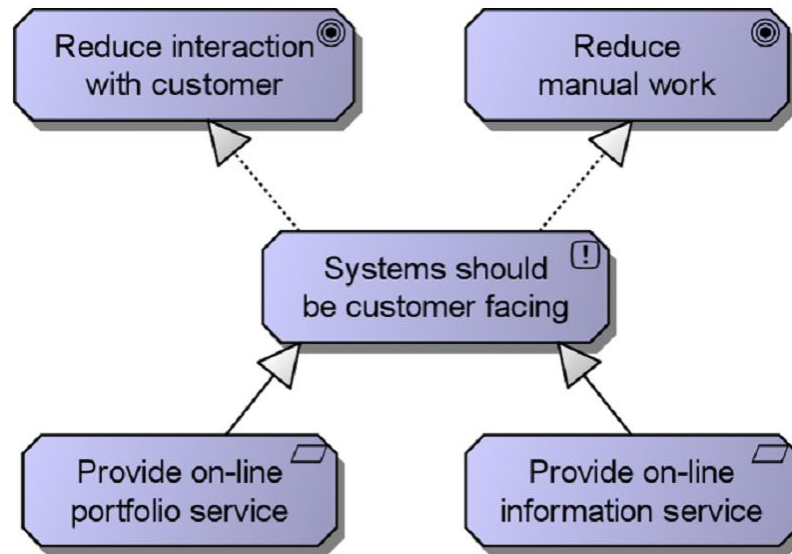 Reduce interaction
with customer
Reduce
manual work
Systems should
be customer facing
Provide on-line
portfolio service
Provide on-line
information service